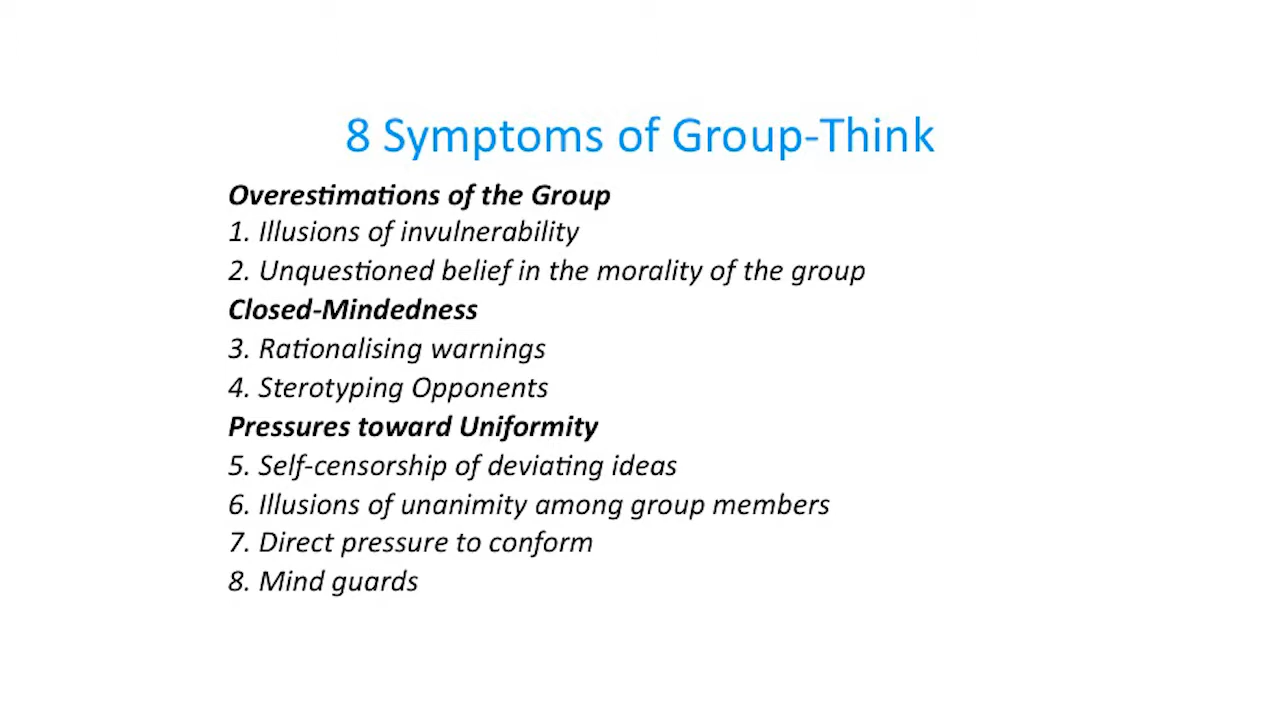 8 Symptoms of Group-Think
Overestimations of the Group
1. Illusions of invulnerability
2. Unquestioned belief in the morality of the group
Closed-Mindedness
3. Rationalising warnings
4. Sterotyping Opponents
Pressures toward Uniformity
5. Self-censorship of deviating ideas
6. Illusions of unanimity among group members
7. Direct pressure to conform
8. Mind guards